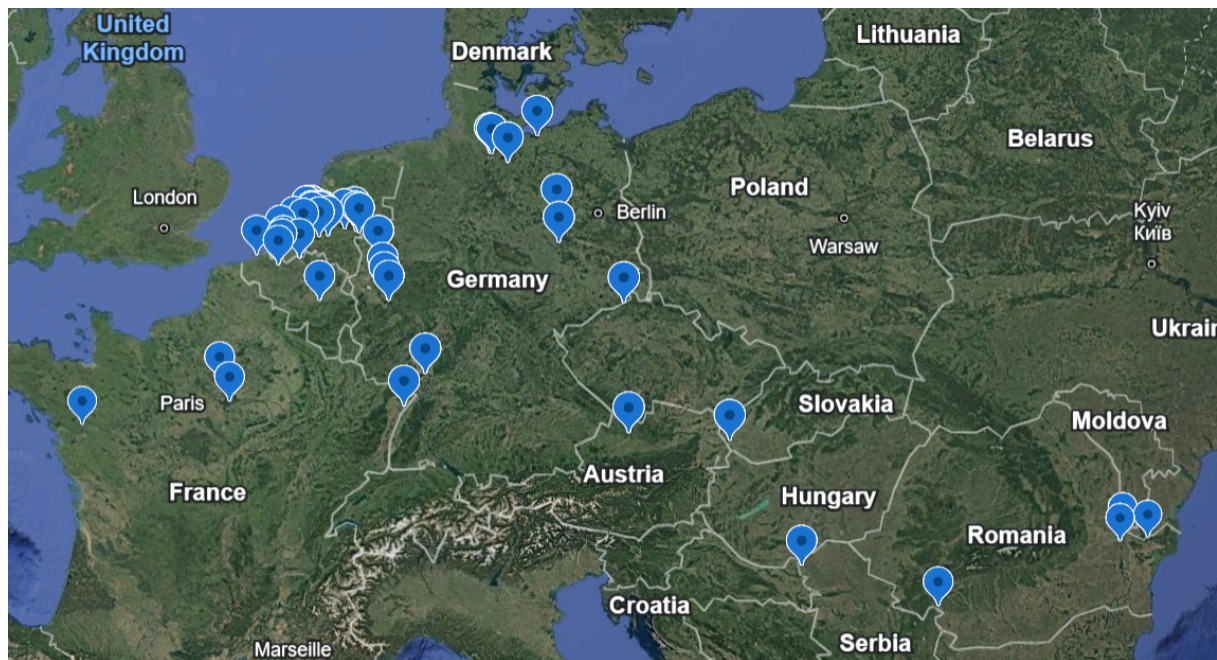 United
Kingdom
Denmark
Lithuania
Belarus
London
Poland
Berlin
Kyiv
Київ
Warsaw
Germany
Ukrain
Paris
Slovakia
Moldova
Austria
France
Hungary
Romania
Croatia
Serbia
Marseille